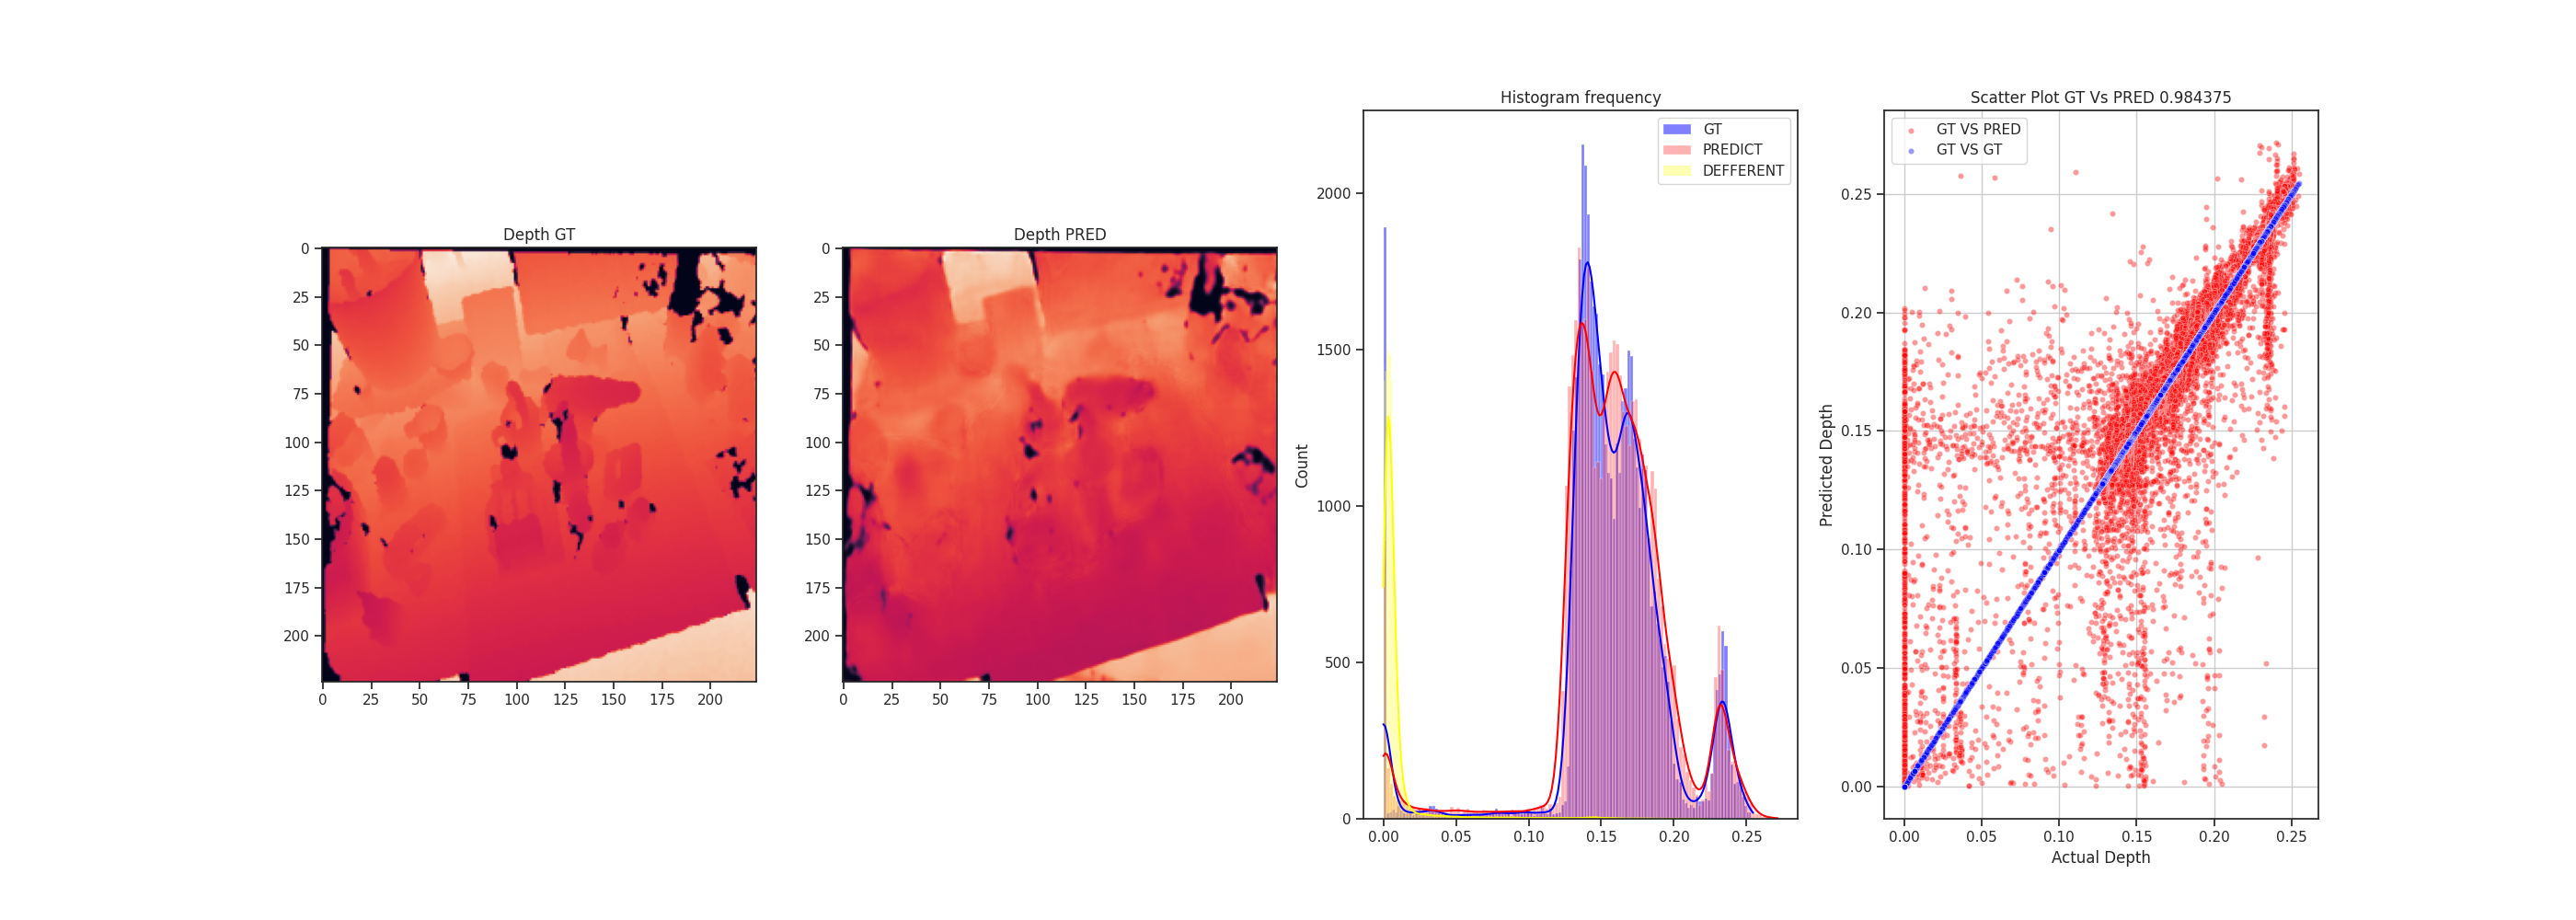 Depth GT
0
25
50
75
100
125
150
175
200
0 25 50 75 100 125 150 175 200
Depth PRED
0
25
50
75
100
125
150
175
200
0 25 50 75 100 125 150 175 200
Histogram frequency
GT
PREDICT
DEFFERENT
Count
2000
1500
1000
500
0
0.00 0.05 0.10 0.15 0.20 0.25
Scatter Plot GT Vs PRED 0.984375
GT VS PRED
GT VS GT
Predicted Depth
0.25
0.20
0.15
0.10
0.05
0.00
0.00 0.05 0.10 0.15 0.20 0.25
Actual Depth